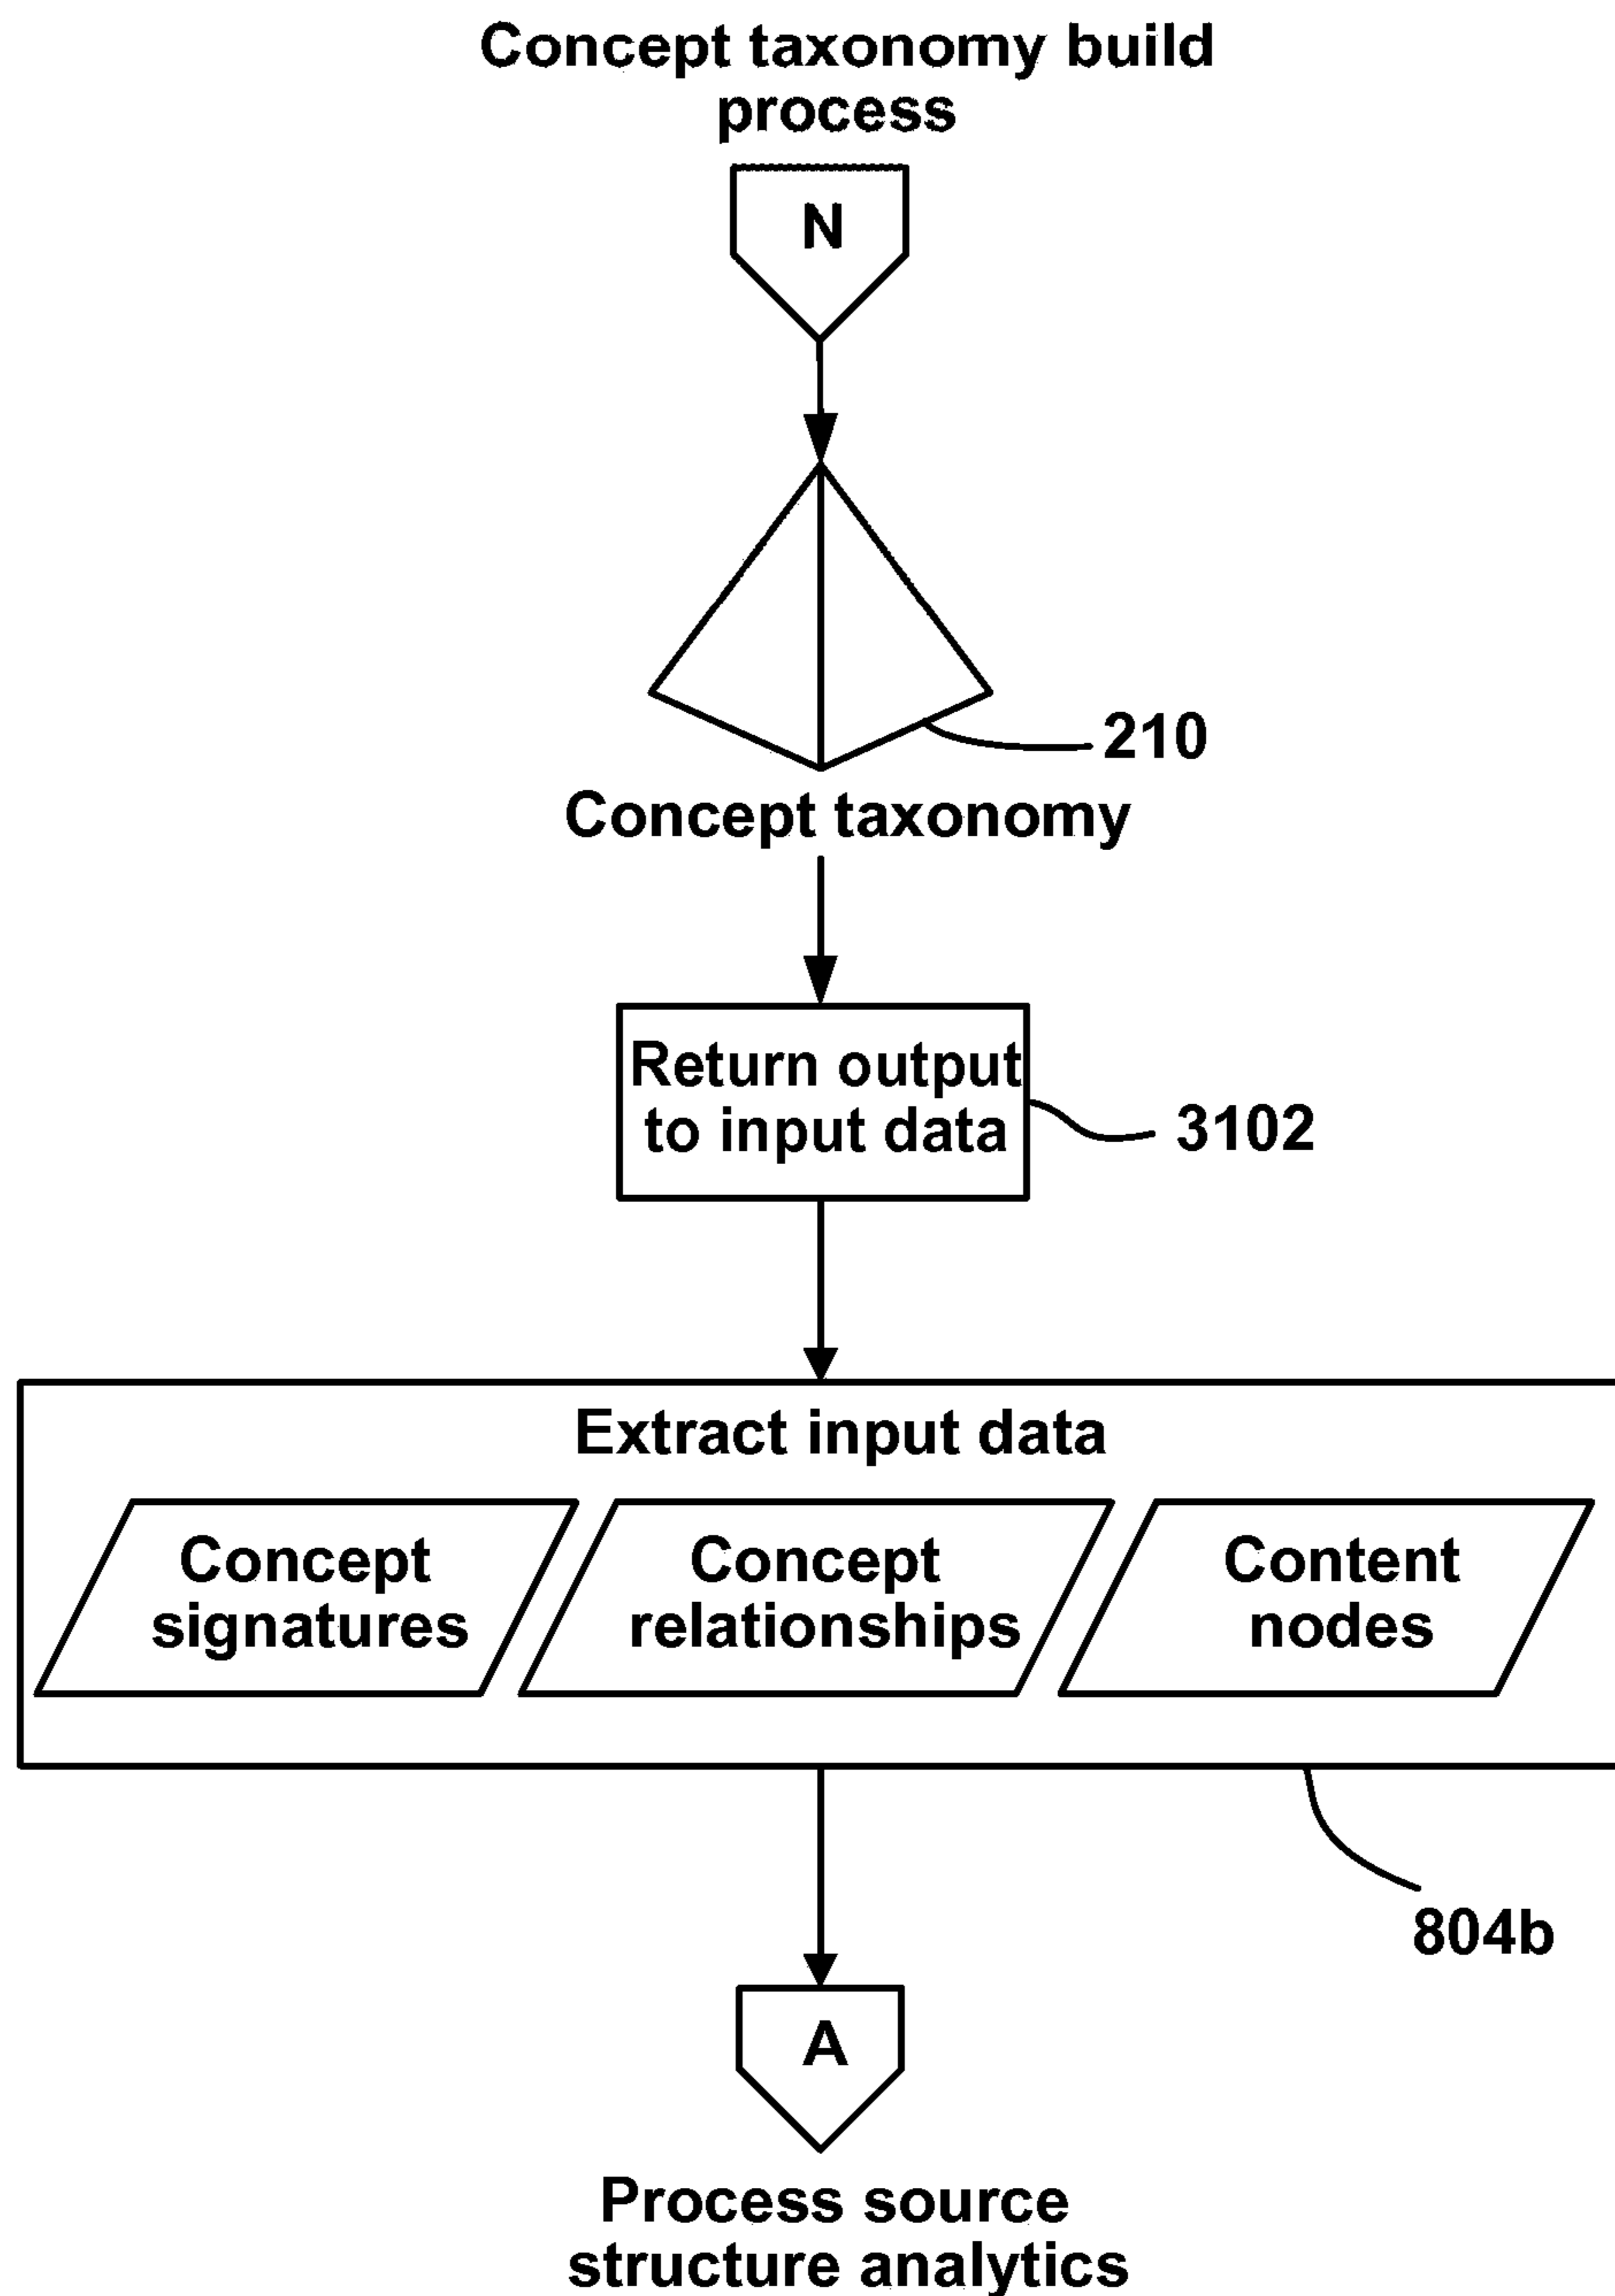 Concept taxonomy build
process
N
210
Concept taxonomy
Return output
to input data
3102
Extract input data
Concept
signatures
Concept
relationships
Content
nodes
804b
A
Process source
structure analytics